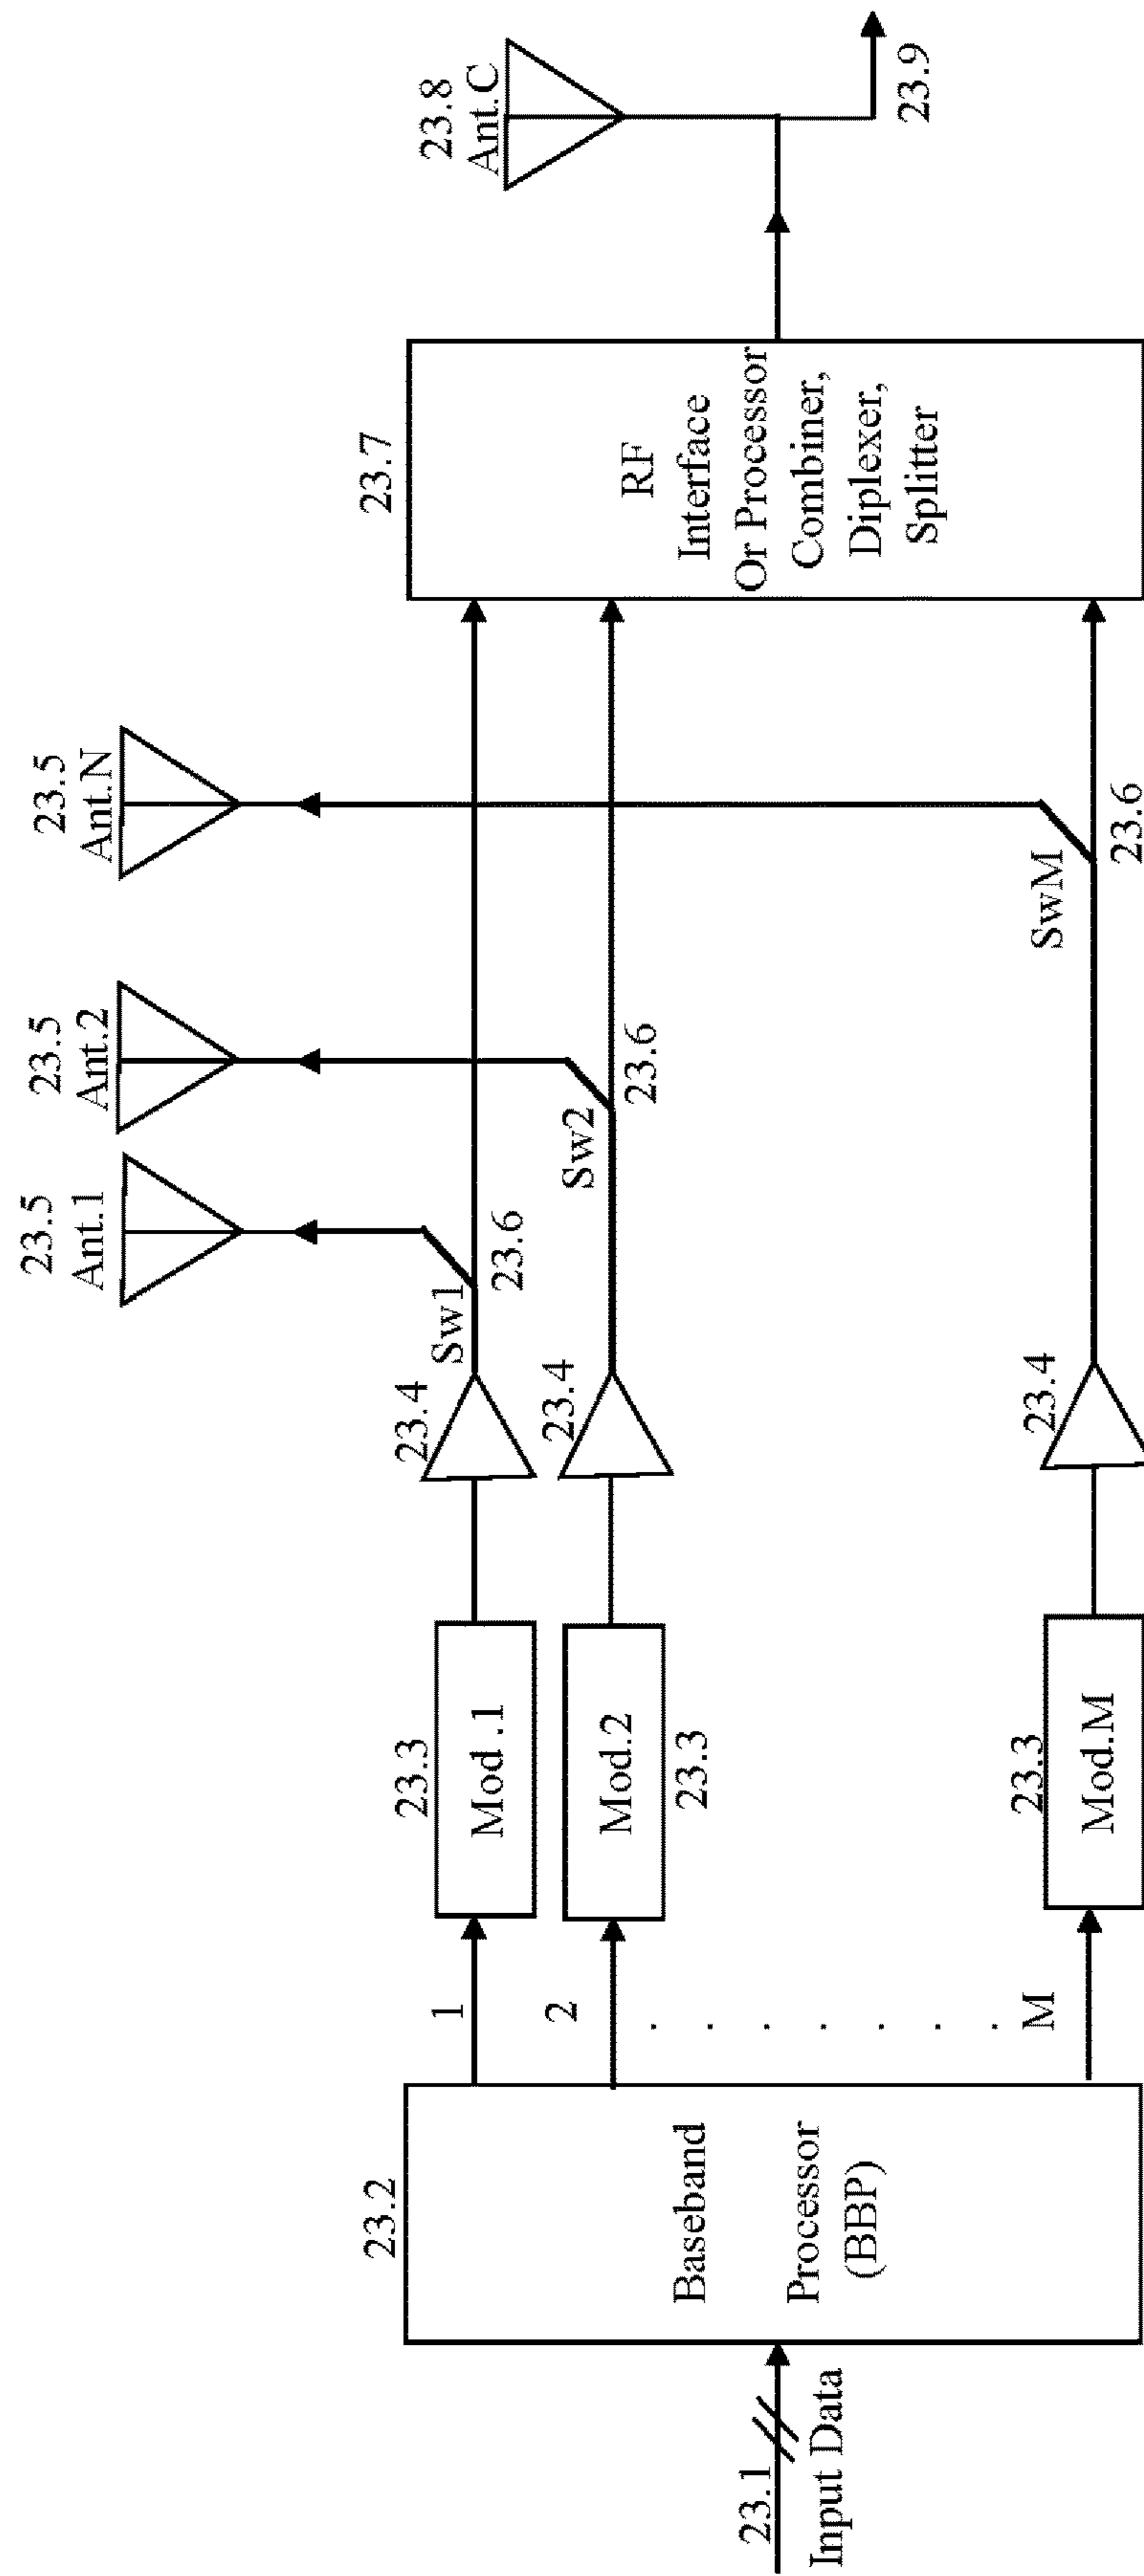 23.1
Input Data
23.2
Baseband
Processor
(BBP)
1
2
. . . . . . .
M
23.3
Mod .1
Mod.2
23.3
23.3
Mod.M
23.4
23.4
23.4
Sw1
23.6
Sw2
23.6
SwM
23.6
23.5
Ant.1
23.5
Ant.2
23.5
Ant.N
23.7
RF
Interface
Or Processor
Combiner,
Diplexer,
Splitter
23.8
Ant.C
23.9